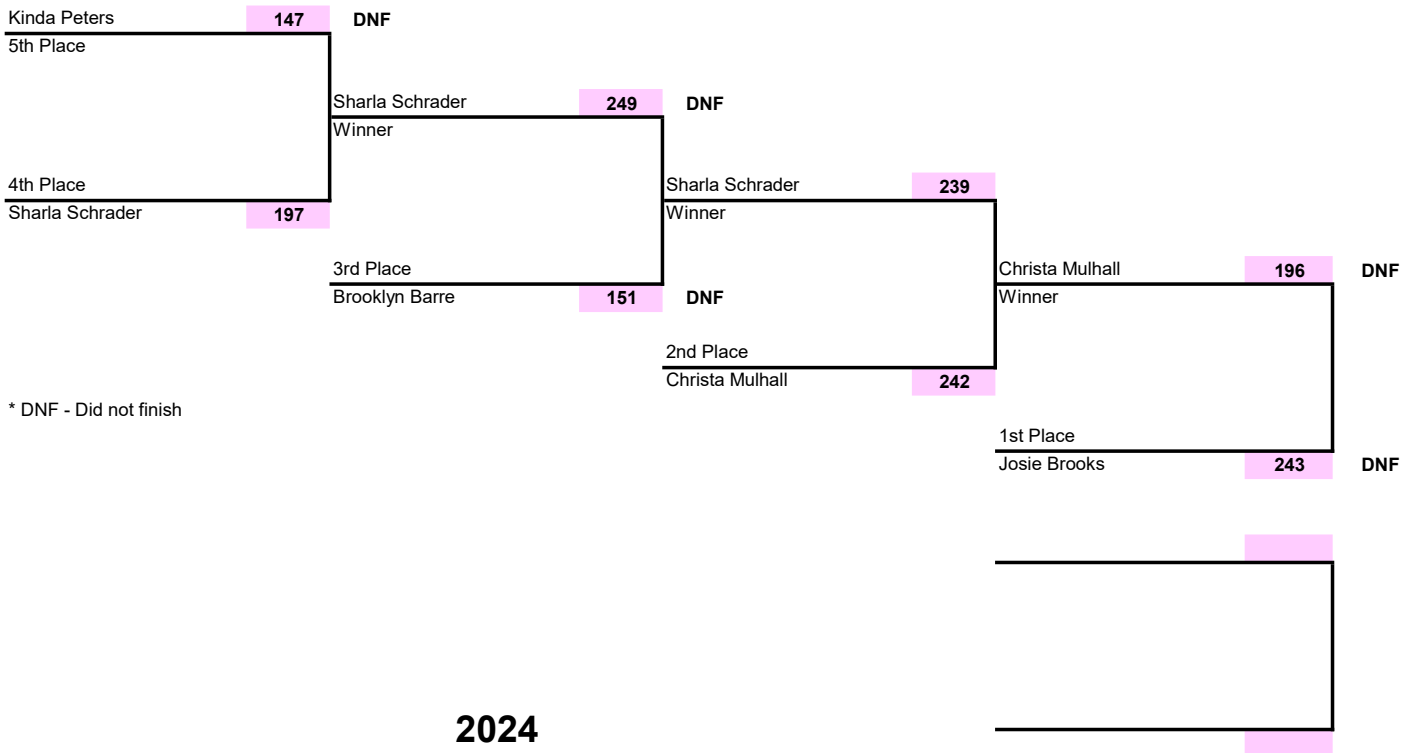 Kinda Peters 147 DNF
5th Place
Sharla Schrader 249 DNF
Winner
4th Place Sharla Schrader 239
Sharla Schrader 197 Winner
3rd Place Christa Mulhall 196 DNF
Brooklyn Barre 151 DNF Winner
2nd Place
Christa Mulhall 242
* DNF - Did not finish
1st Place
Josie Brooks 243 DNF
2024